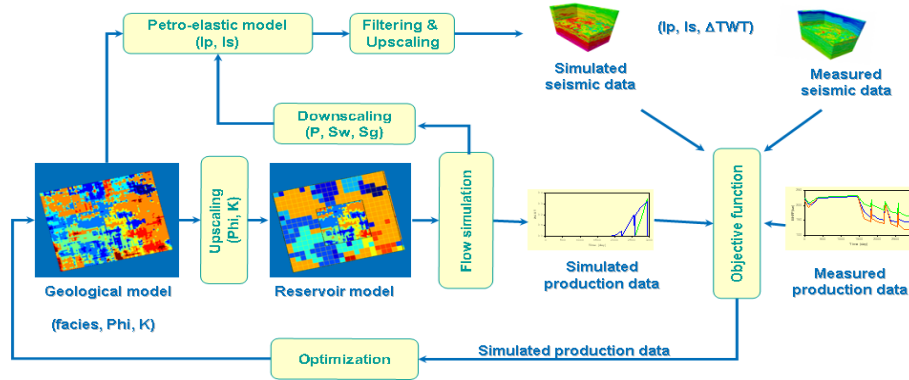 Petro-elastic model
(Ip, Is)
Filtering &
Upscaling
(Ip, Is, ΔTWT)
Simulated
seismic data
Measured
seismic data
Downscaling
(P, Sw, Sg)
Upscaling
(Phi, K)
Flow simulation
Objective function
Geological model
(facies, Phi, K)
Reservoir model
Simulated
production data
Measured
production data
Optimization
Simulated production data